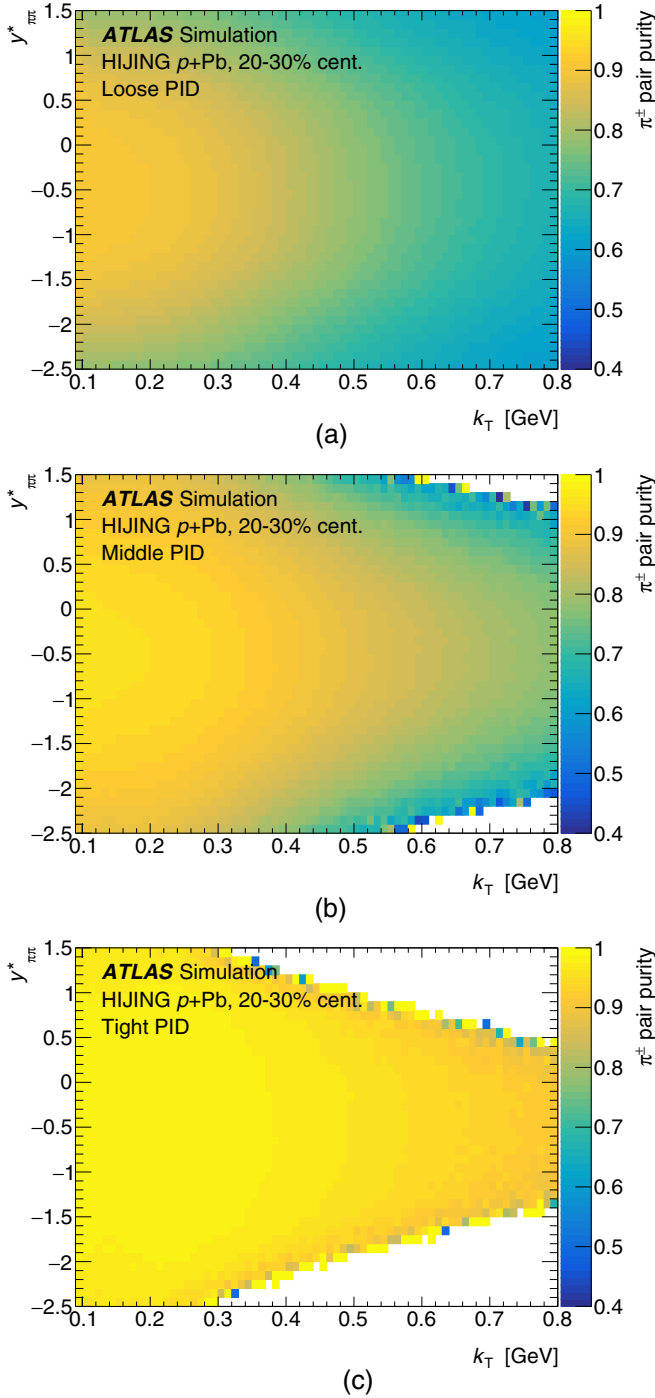 y*ππ
1.5
1
0.5
0
−0.5
−1
−1.5
−2
−2.5
ATLAS Simulation
HIJING p+Pb, 20-30% cent.
Loose PID
0.1 0.2 0.3 0.4 0.5 0.6 0.7 0.8
kT [GeV]
1
0.9
0.8
0.7
0.6
0.5
0.4
π± pair purity
(a)
y*ππ
1.5
1
0.5
0
−0.5
−1
−1.5
−2
−2.5
ATLAS Simulation
HIJING p+Pb, 20-30% cent.
Middle PID
0.1 0.2 0.3 0.4 0.5 0.6 0.7 0.8
kT [GeV]
1
0.9
0.8
0.7
0.6
0.5
0.4
π± pair purity
(b)
y*ππ
1.5
1
0.5
0
−0.5
−1
−1.5
−2
−2.5
ATLAS Simulation
HIJING p+Pb, 20-30% cent.
Tight PID
0.1 0.2 0.3 0.4 0.5 0.6 0.7 0.8
kT [GeV]
1
0.9
0.8
0.7
0.6
0.5
0.4
π± pair purity
(c)